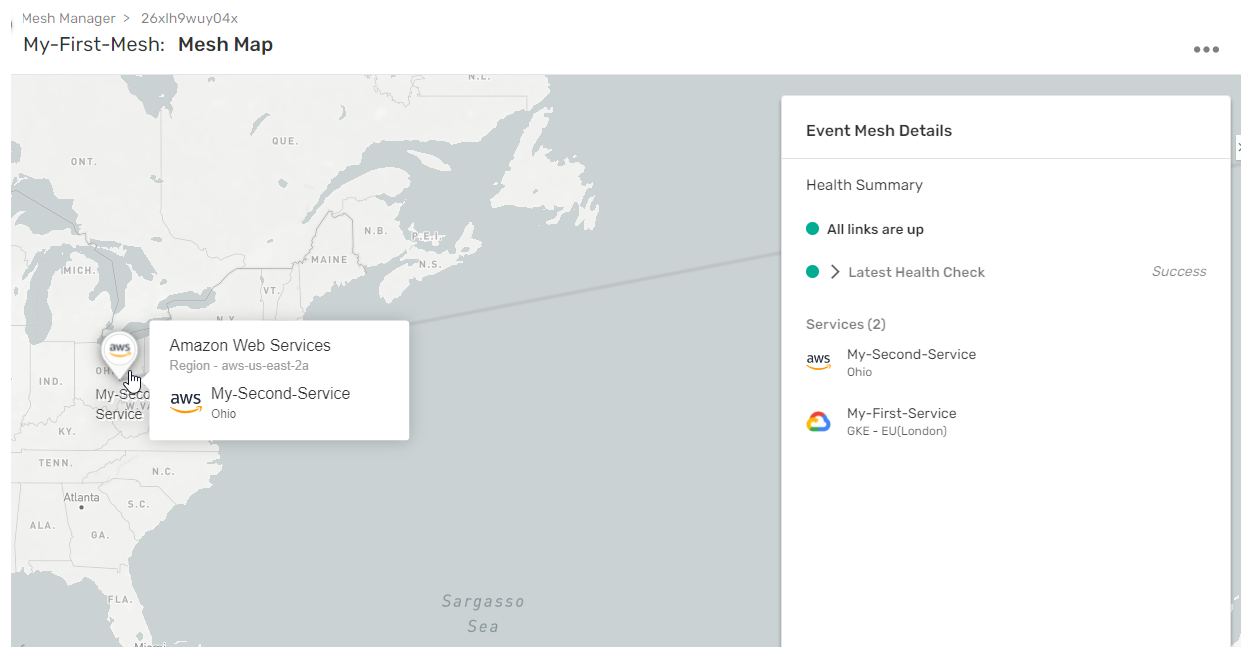 Mesh Manager > 26xlh9wuy04x
My-First-Mesh: Mesh Map
N.L.
QUE.
ONT.
N.B.
P.E.I.
MAINE
N.S.
MICH.
VT.
N.Y.
aws
Amazon Web Services
Region - aws-us-east-2a
aws
My-Second-Service
Ohio
IND.
OH
My-Seco
Service
W.VA
KY.
TENN.
N.C.
Atlanta
S.C.
ALA.
GA.
FLA.
Miami
Sargasso
Sea
Event Mesh Details
Health Summary
All links are up
Latest Health Check Success
Services (2)
aws
My-Second-Service
Ohio
My-First-Service
GKE - EU(London)